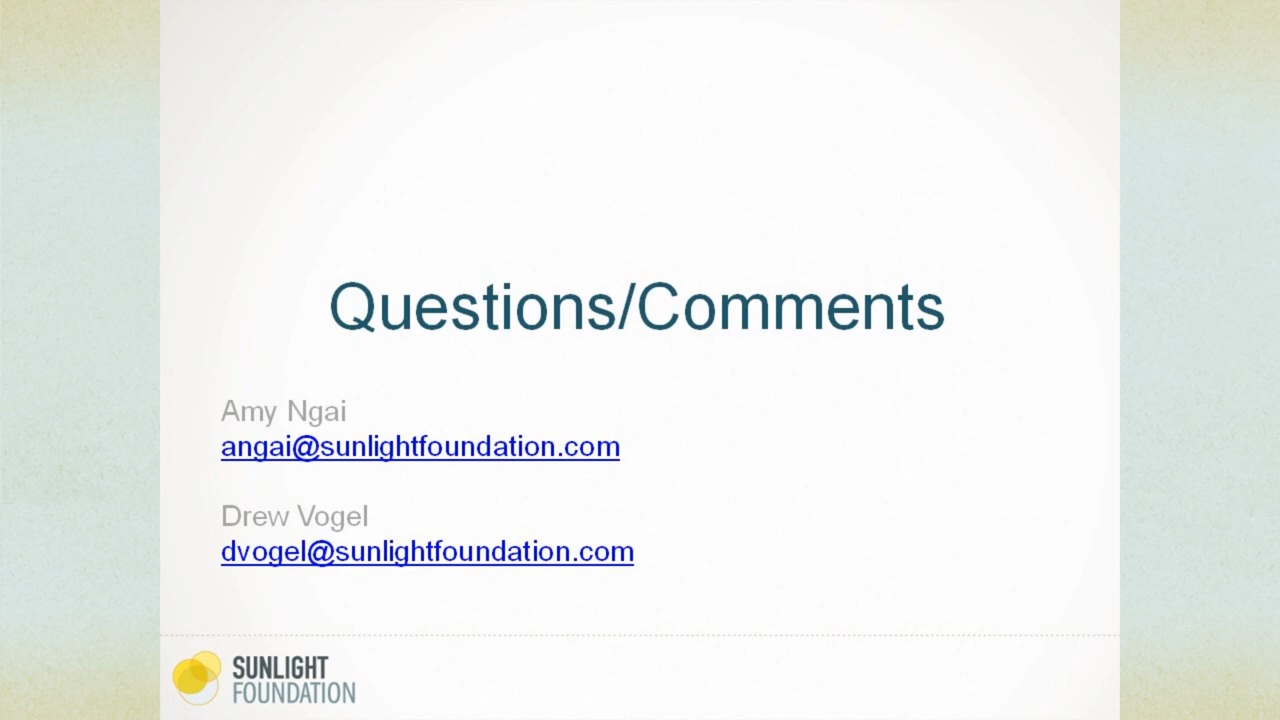 Questions/Comments
Amy Ngai
angai@sunlightfoundation.com
Drew Vogel
dvogel@sunlightfoundation.com
SUNLIGHT
FOUNDATION